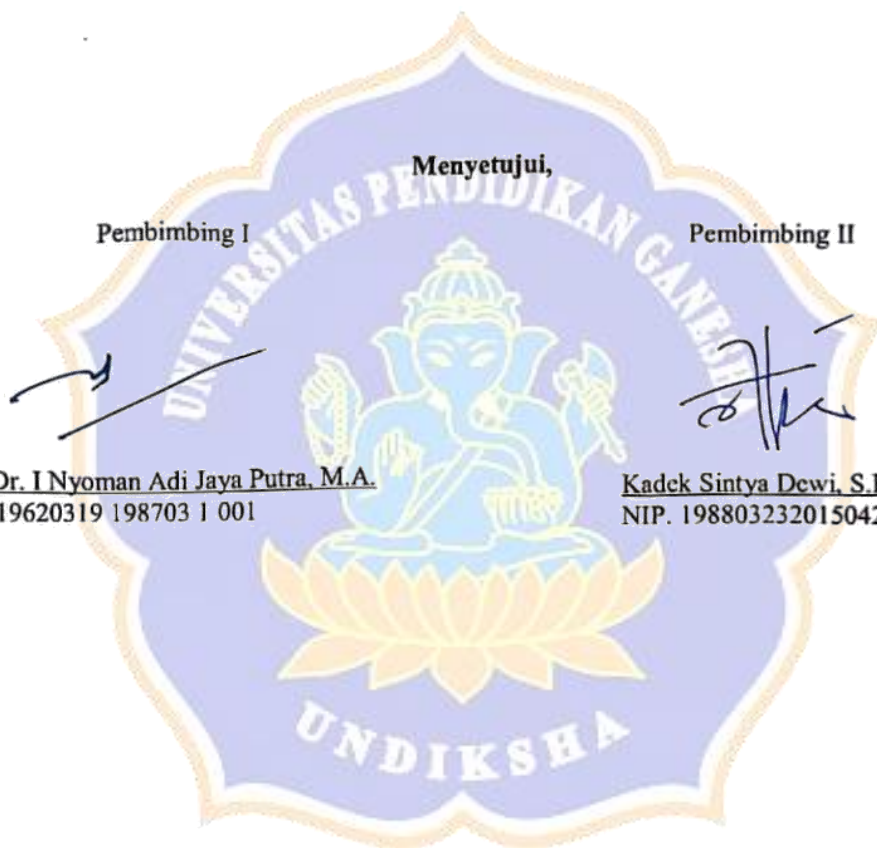 Menyetujui,
UNIVERSITAS PENDIDIKAN GANESHA
Pembimbing I
Pembimbing II
Dr. I Nyoman Adi Jaya Putra, M.A.
Kadek Sintya Dewi, S.
19620319 198703 1 001
NIP. 19880323201504
UNDIKSHA